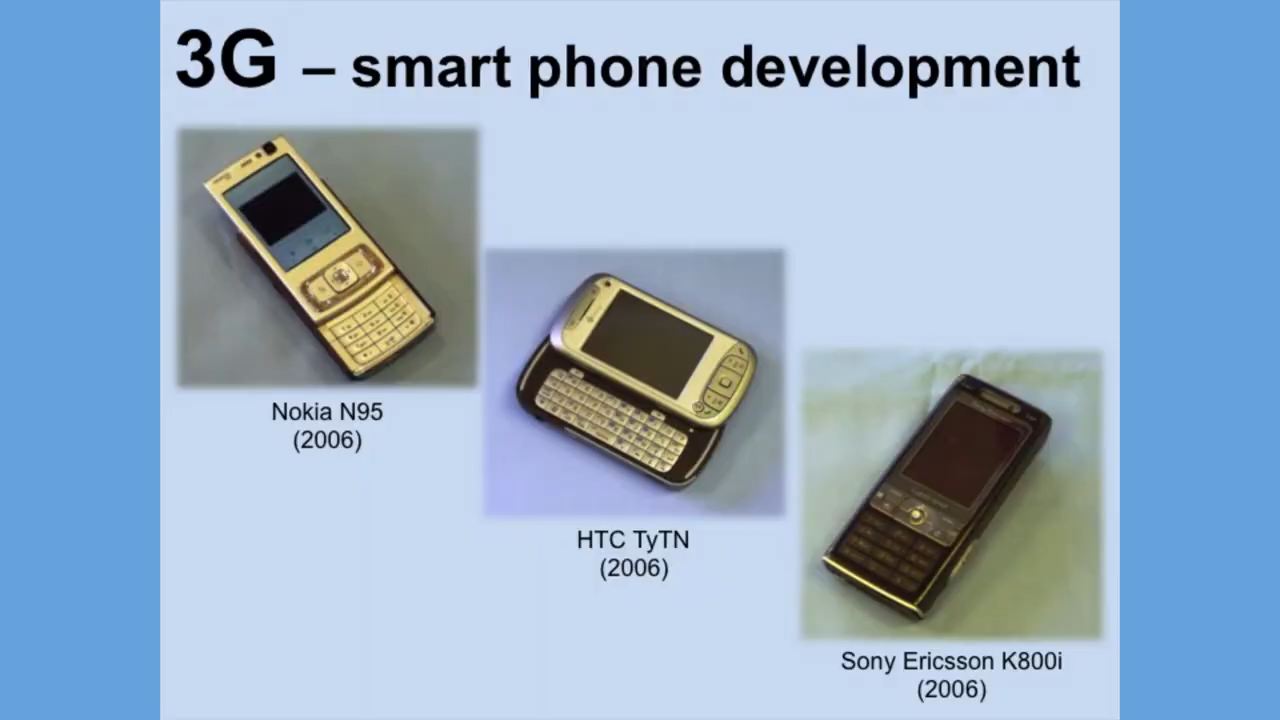 3G – smart phone development
Nokia N95
(2006)
HTC TyTN
(2006)
Sony Ericsson K800i
(2006)